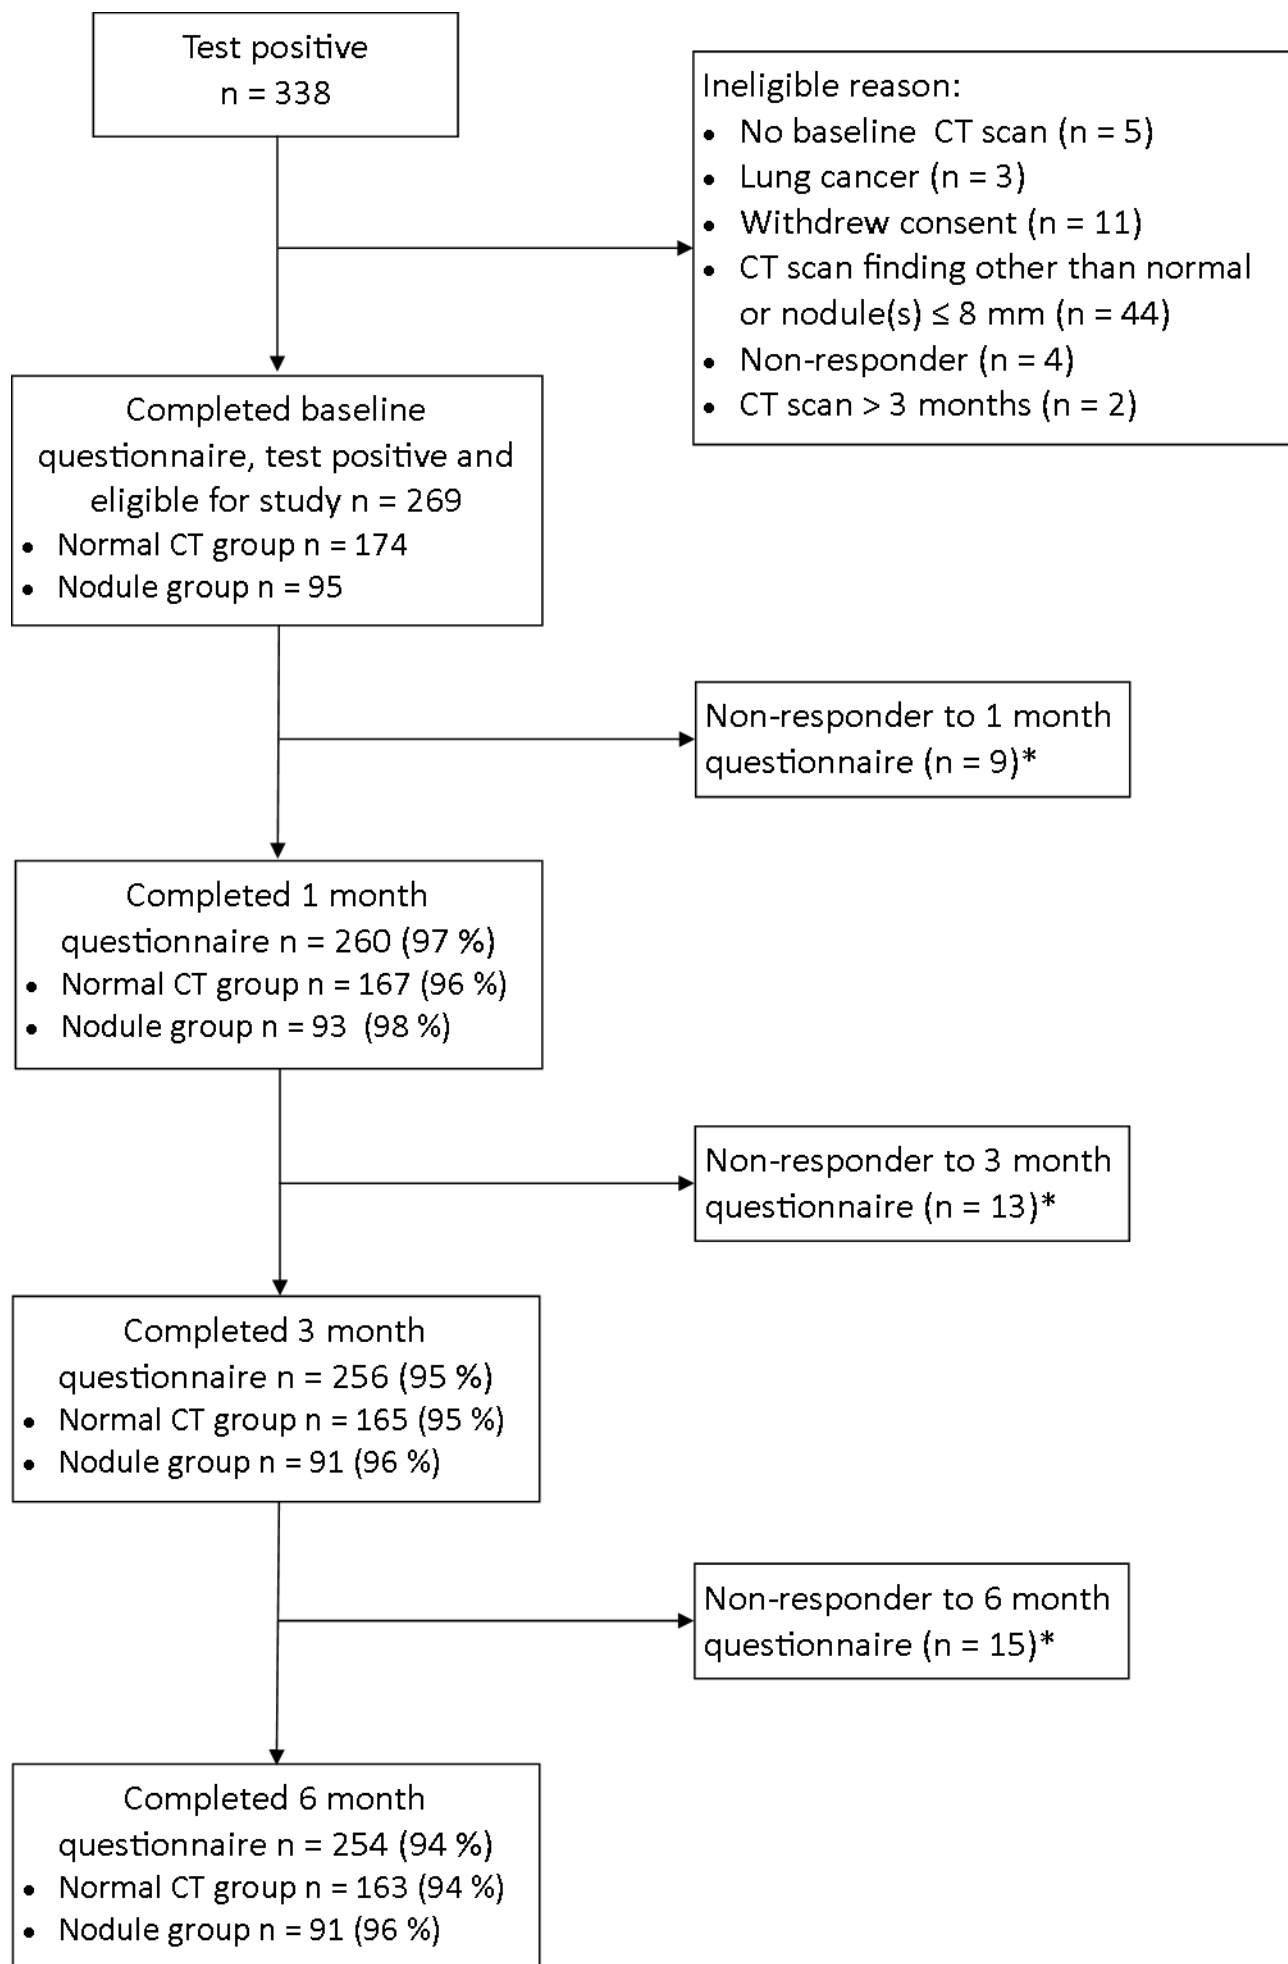 Test positive
n = 338
Ineligible reason:
• No baseline CT scan (n = 5)
• Lung cancer (n = 3)
• Withdrew consent (n = 11)
• CT scan finding other than normal
or nodule(s) ≤ 8 mm (n = 44)
• Non-responder (n = 4)
• CT scan > 3 months (n = 2)
Completed baseline
questionnaire, test positive and
eligible for study n = 269
• Normal CT group n = 174
• Nodule group n = 95
Non-responder to 1 month
questionnaire (n = 9)*
Completed 1 month
questionnaire n = 260 (97 %)
• Normal CT group n = 167 (96 %)
• Nodule group n = 93 (98 %)
Non-responder to 3 month
questionnaire (n = 13)*
Completed 3 month
questionnaire n = 256 (95 %)
• Normal CT group n = 165 (95 %)
• Nodule group n = 91 (96 %)
Non-responder to 6 month
questionnaire (n = 15)*
Completed 6 month
questionnaire n = 254 (94 %)
• Normal CT group n = 163 (94 %)
• Nodule group n = 91 (96 %)